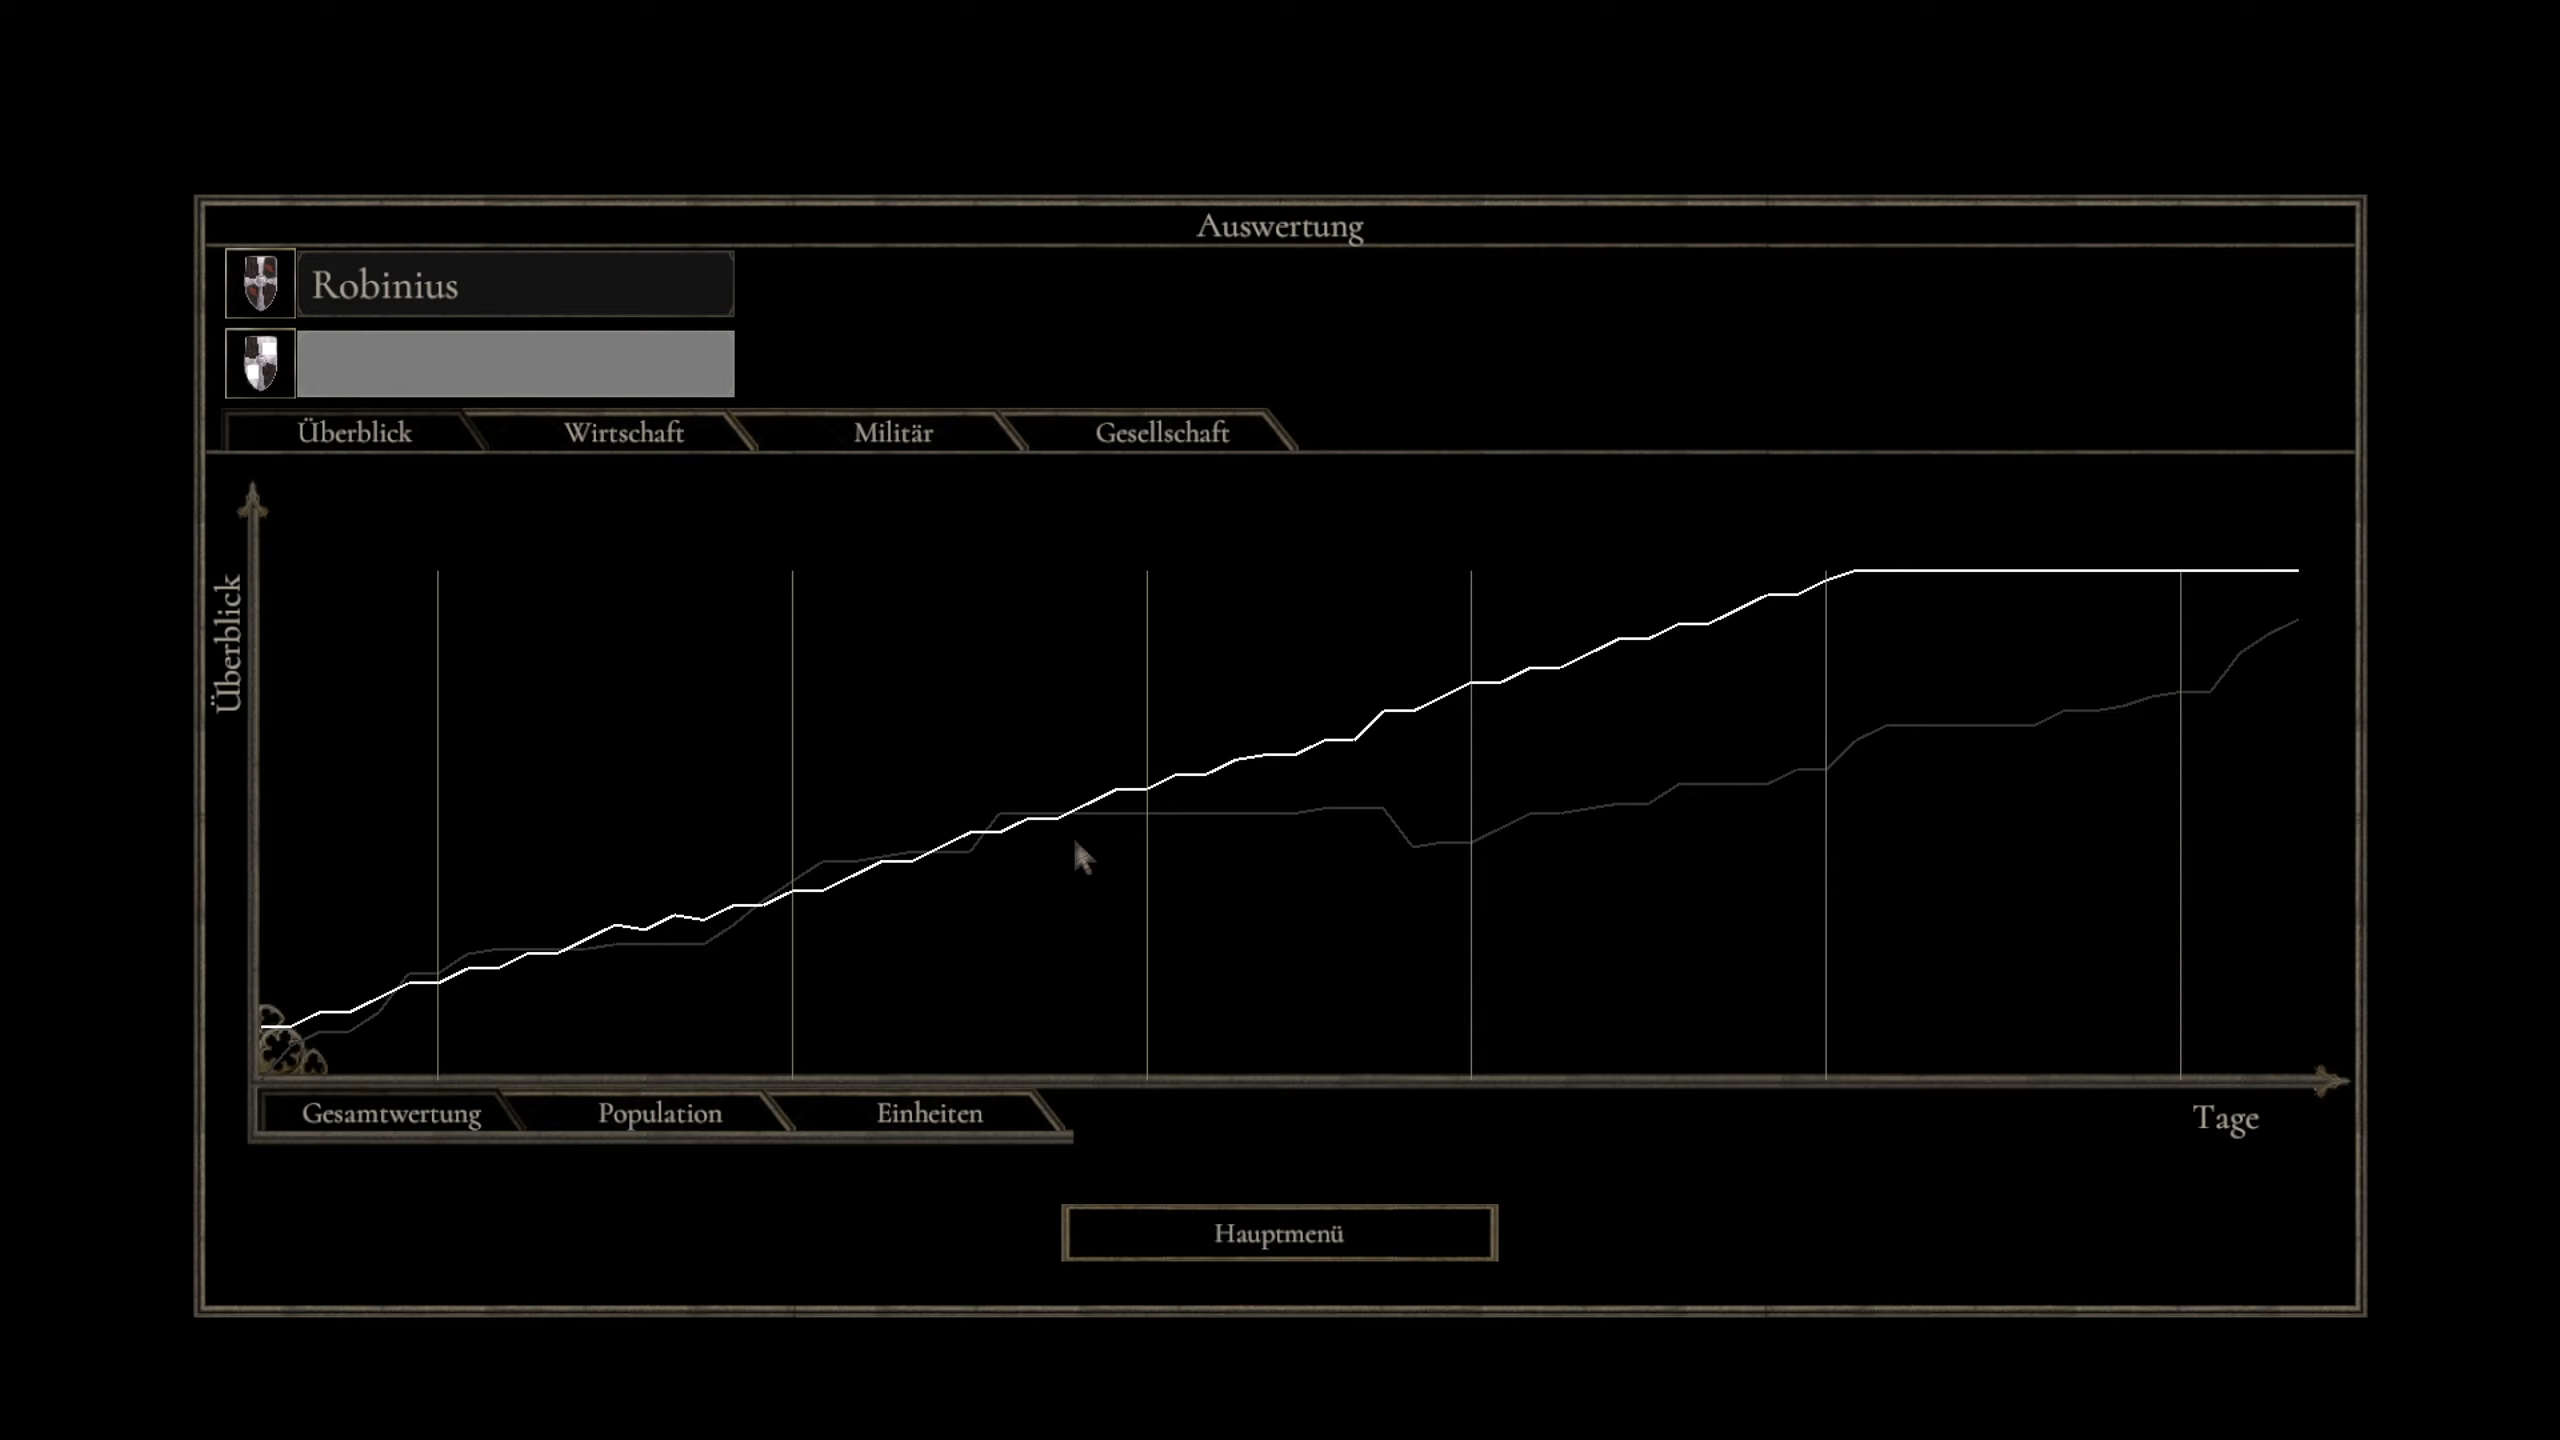 Auswertung
Robinius
Überblick Wirtschaft Militär Gesellschaft
Überblick
Gesamtwertung Population Einheiten
Tage
Hauptmenü